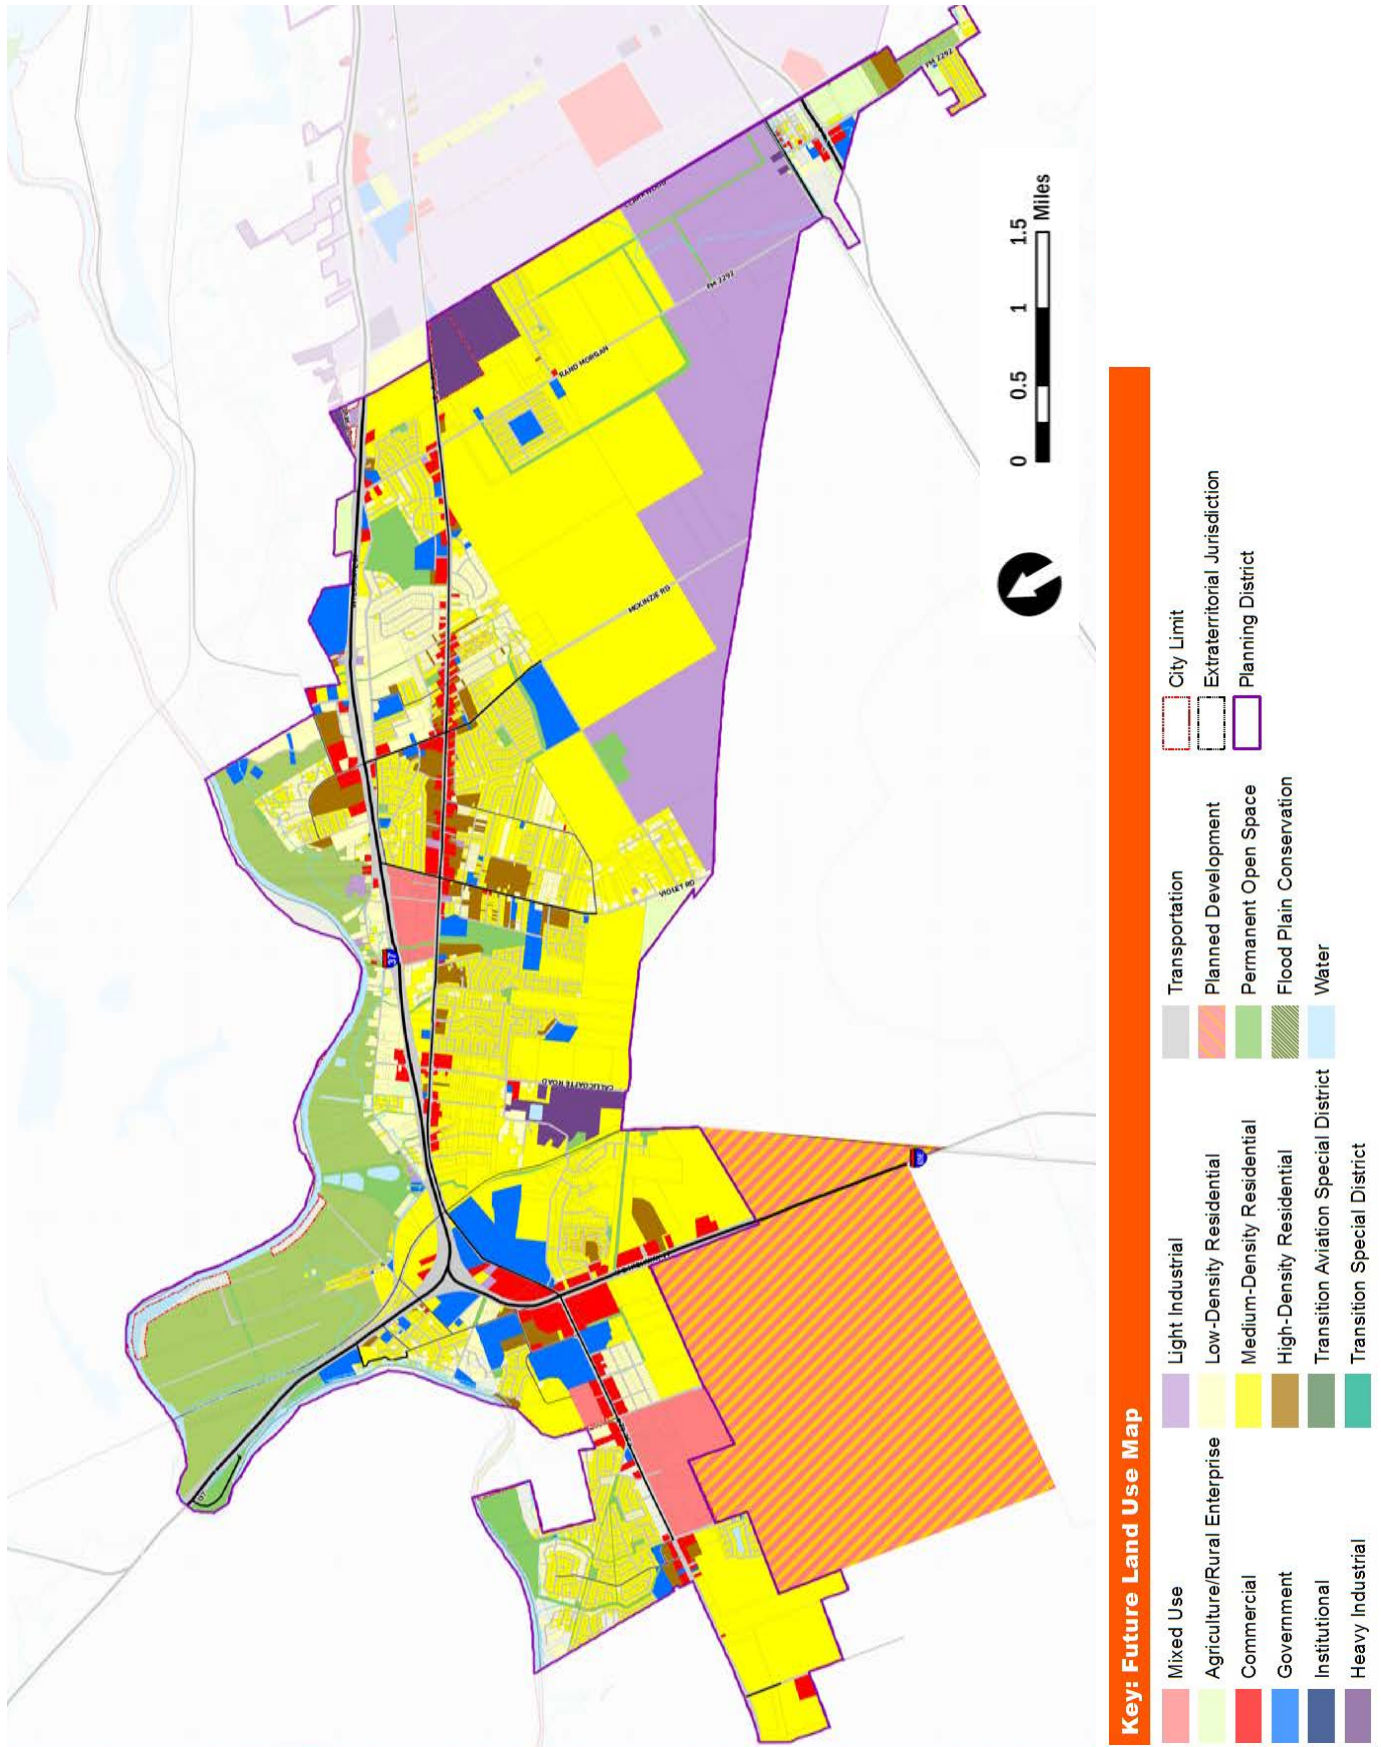 FM 2292
FM 2292
RAND MORGAN
MCKINZIE RD
VIOLET RD
CALLICOATTE ROAD
37
0 0.5 1 1.5
Miles
Key: Future Land Use Map
Mixed Use
Agriculture/Rural Enterprise
Commercial
Government
Institutional
Heavy Industrial
Light Industrial
Low-Density Residential
Medium-Density Residential
High-Density Residential
Transition Aviation Special District
Transition Special District
Transportation
Planned Development
Permanent Open Space
Flood Plain Conservation
Water
City Limit
Extraterritorial Jurisdiction
Planning District